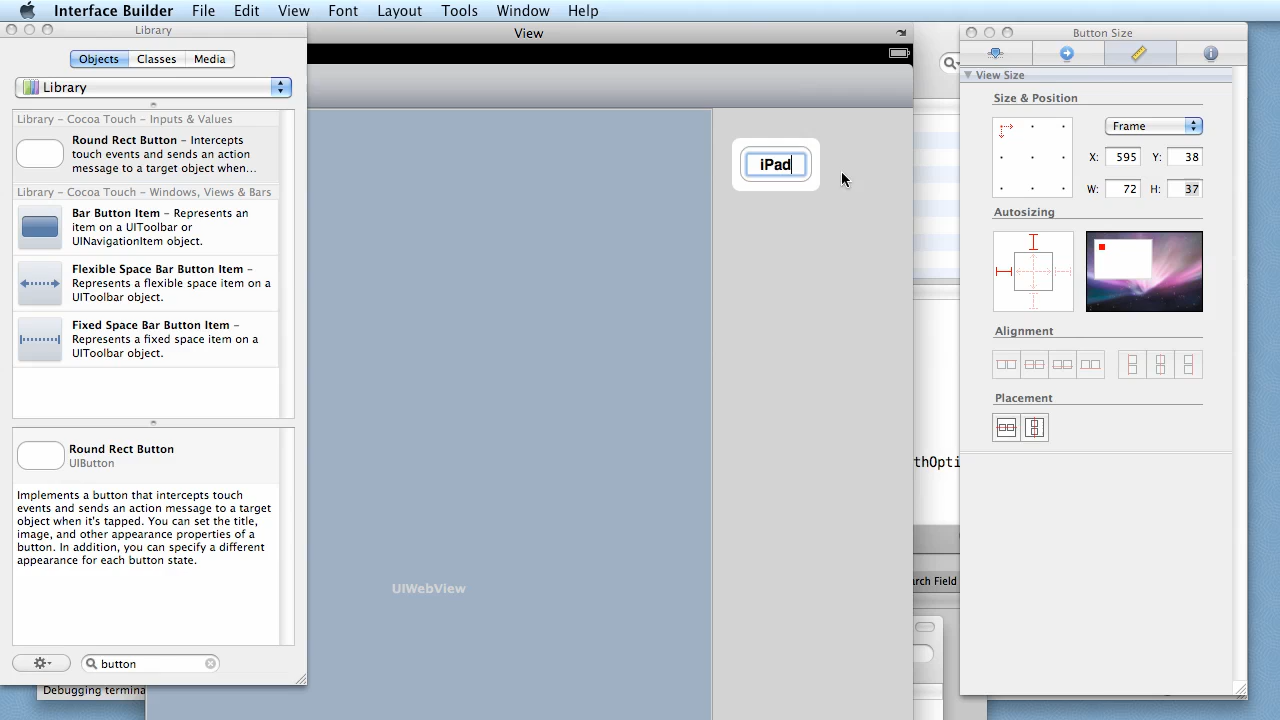 Interface Builder File Edit View Font Layout Tools Window Help
Library
Objects Classes Media
Library
Library – Cocoa Touch – Inputs & Values
Round Rect Button – Intercepts
touch events and sends an action
message to a target object when...
Library – Cocoa Touch – Windows, Views & Bars
Bar Button Item – Represents an
item on a UIToolbar or
UINavigationItem object.
Flexible Space Bar Button Item –
Represents a flexible space item on a
UIToolbar object.
Fixed Space Bar Button Item –
Represents a fixed space item on a
UIToolbar object.
Round Rect Button
UIButton
Implements a button that intercepts touch
events and sends an action message to a target
object when it's tapped. You can set the title,
image, and other appearance properties of a
button. In addition, you can specify a different
appearance for each button state.
button
Debugging termina
View
iPad
UIWebView
thOpti
arch Field
Button Size
View Size
Size & Position
Frame
X: 595 Y: 38
W: 72 H: 37
Autosizing
Alignment
Placement